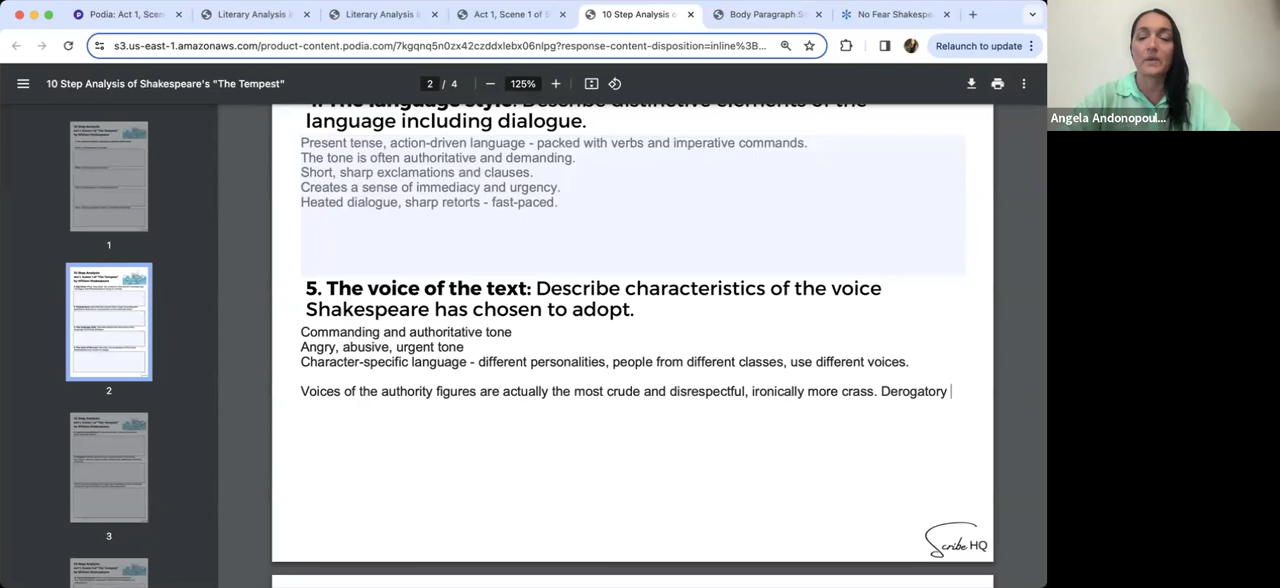 Podia: Act 1, Scen
Literary Analysis i
Literary Analysis i
Act 1, Scene 1 of S
10 Step Analysis o
Body Paragraph S
No Fear Shakespe
s3.us-east-1.amazonaws.com/product-content.podia.com/7kgqnq5n0zx42czddxlebx06nlpg?response-content-disposition=inline%3B...
Relaunch to update
10 Step Analysis of Shakespeare's "The Tempest"
2 / 4
125%
Angela Andonopoul...
language including dialogue.
Present tense, action-driven language - packed with verbs and imperative commands.
The tone is often authoritative and demanding.
Short, sharp exclamations and clauses.
Creates a sense of immediacy and urgency.
Heated dialogue, sharp retorts - fast-paced.
5. The voice of the text: Describe characteristics of the voice
Shakespeare has chosen to adopt.
Commanding and authoritative tone
Angry, abusive, urgent tone
Character-specific language - different personalities, people from different classes, use different voices.
Voices of the authority figures are actually the most crude and disrespectful, ironically more crass. Derogatory
Scribe HQ
1
2
3